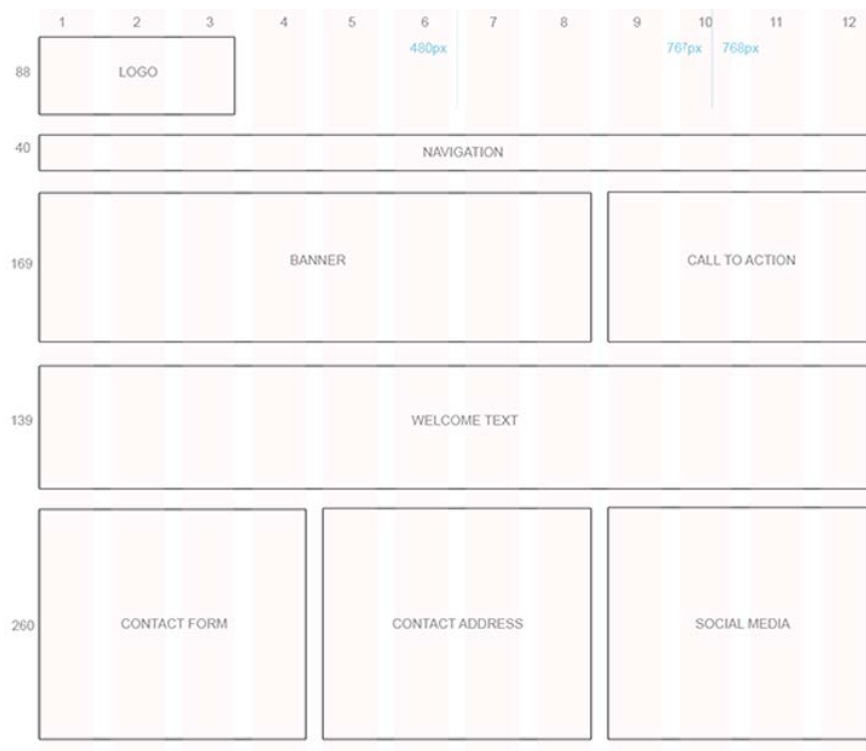 1 2 3 4 5 6 7 8 9 10 11 12
480px 767px 768px
88 LOGO
40 NAVIGATION
169 BANNER CALL TO ACTION
139 WELCOME TEXT
260 CONTACT FORM CONTACT ADDRESS SOCIAL MEDIA